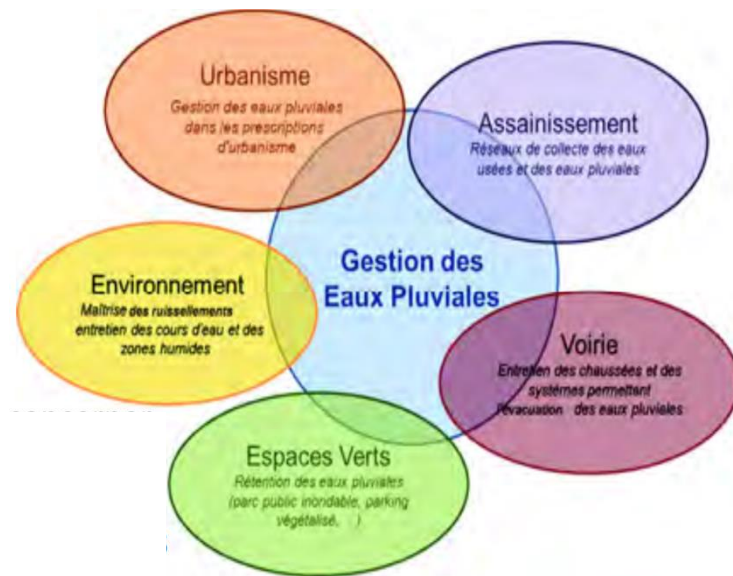 Urbanisme
Gestion des eaux pluviales
dans les prescriptions
d'urbanisme
Assainissement
Réseaux de collecte des eaux
usées et des eaux pluviales
Gestion des
Eaux Pluviales
Environnement
Maîtrise des ruissellements
entretien des cours d'eau et des
zones humides
Voirie
Entretien des chaussées et des
systémes permettant
l'évacuation des eaux pluviales
Espaces Verts
Rétention des eaux pluviales
(parc public inondable, parking
végétalisé, )